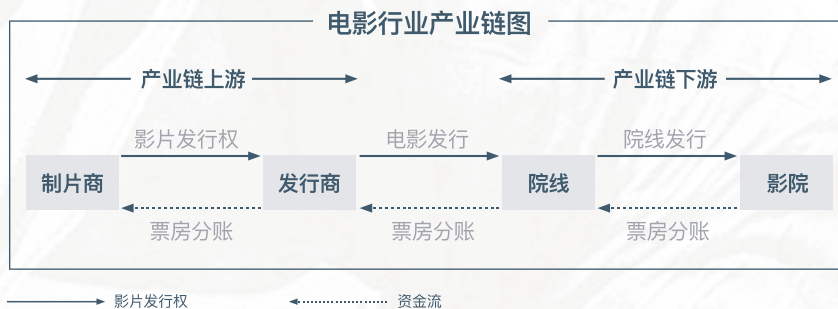 电影行业产业链图
产业链上游 产业链下游
影片发行权 电影发行 院线发行
制片商 发行商 院线 影院
票房分账 票房分账 票房分账
影片发行权 资金流